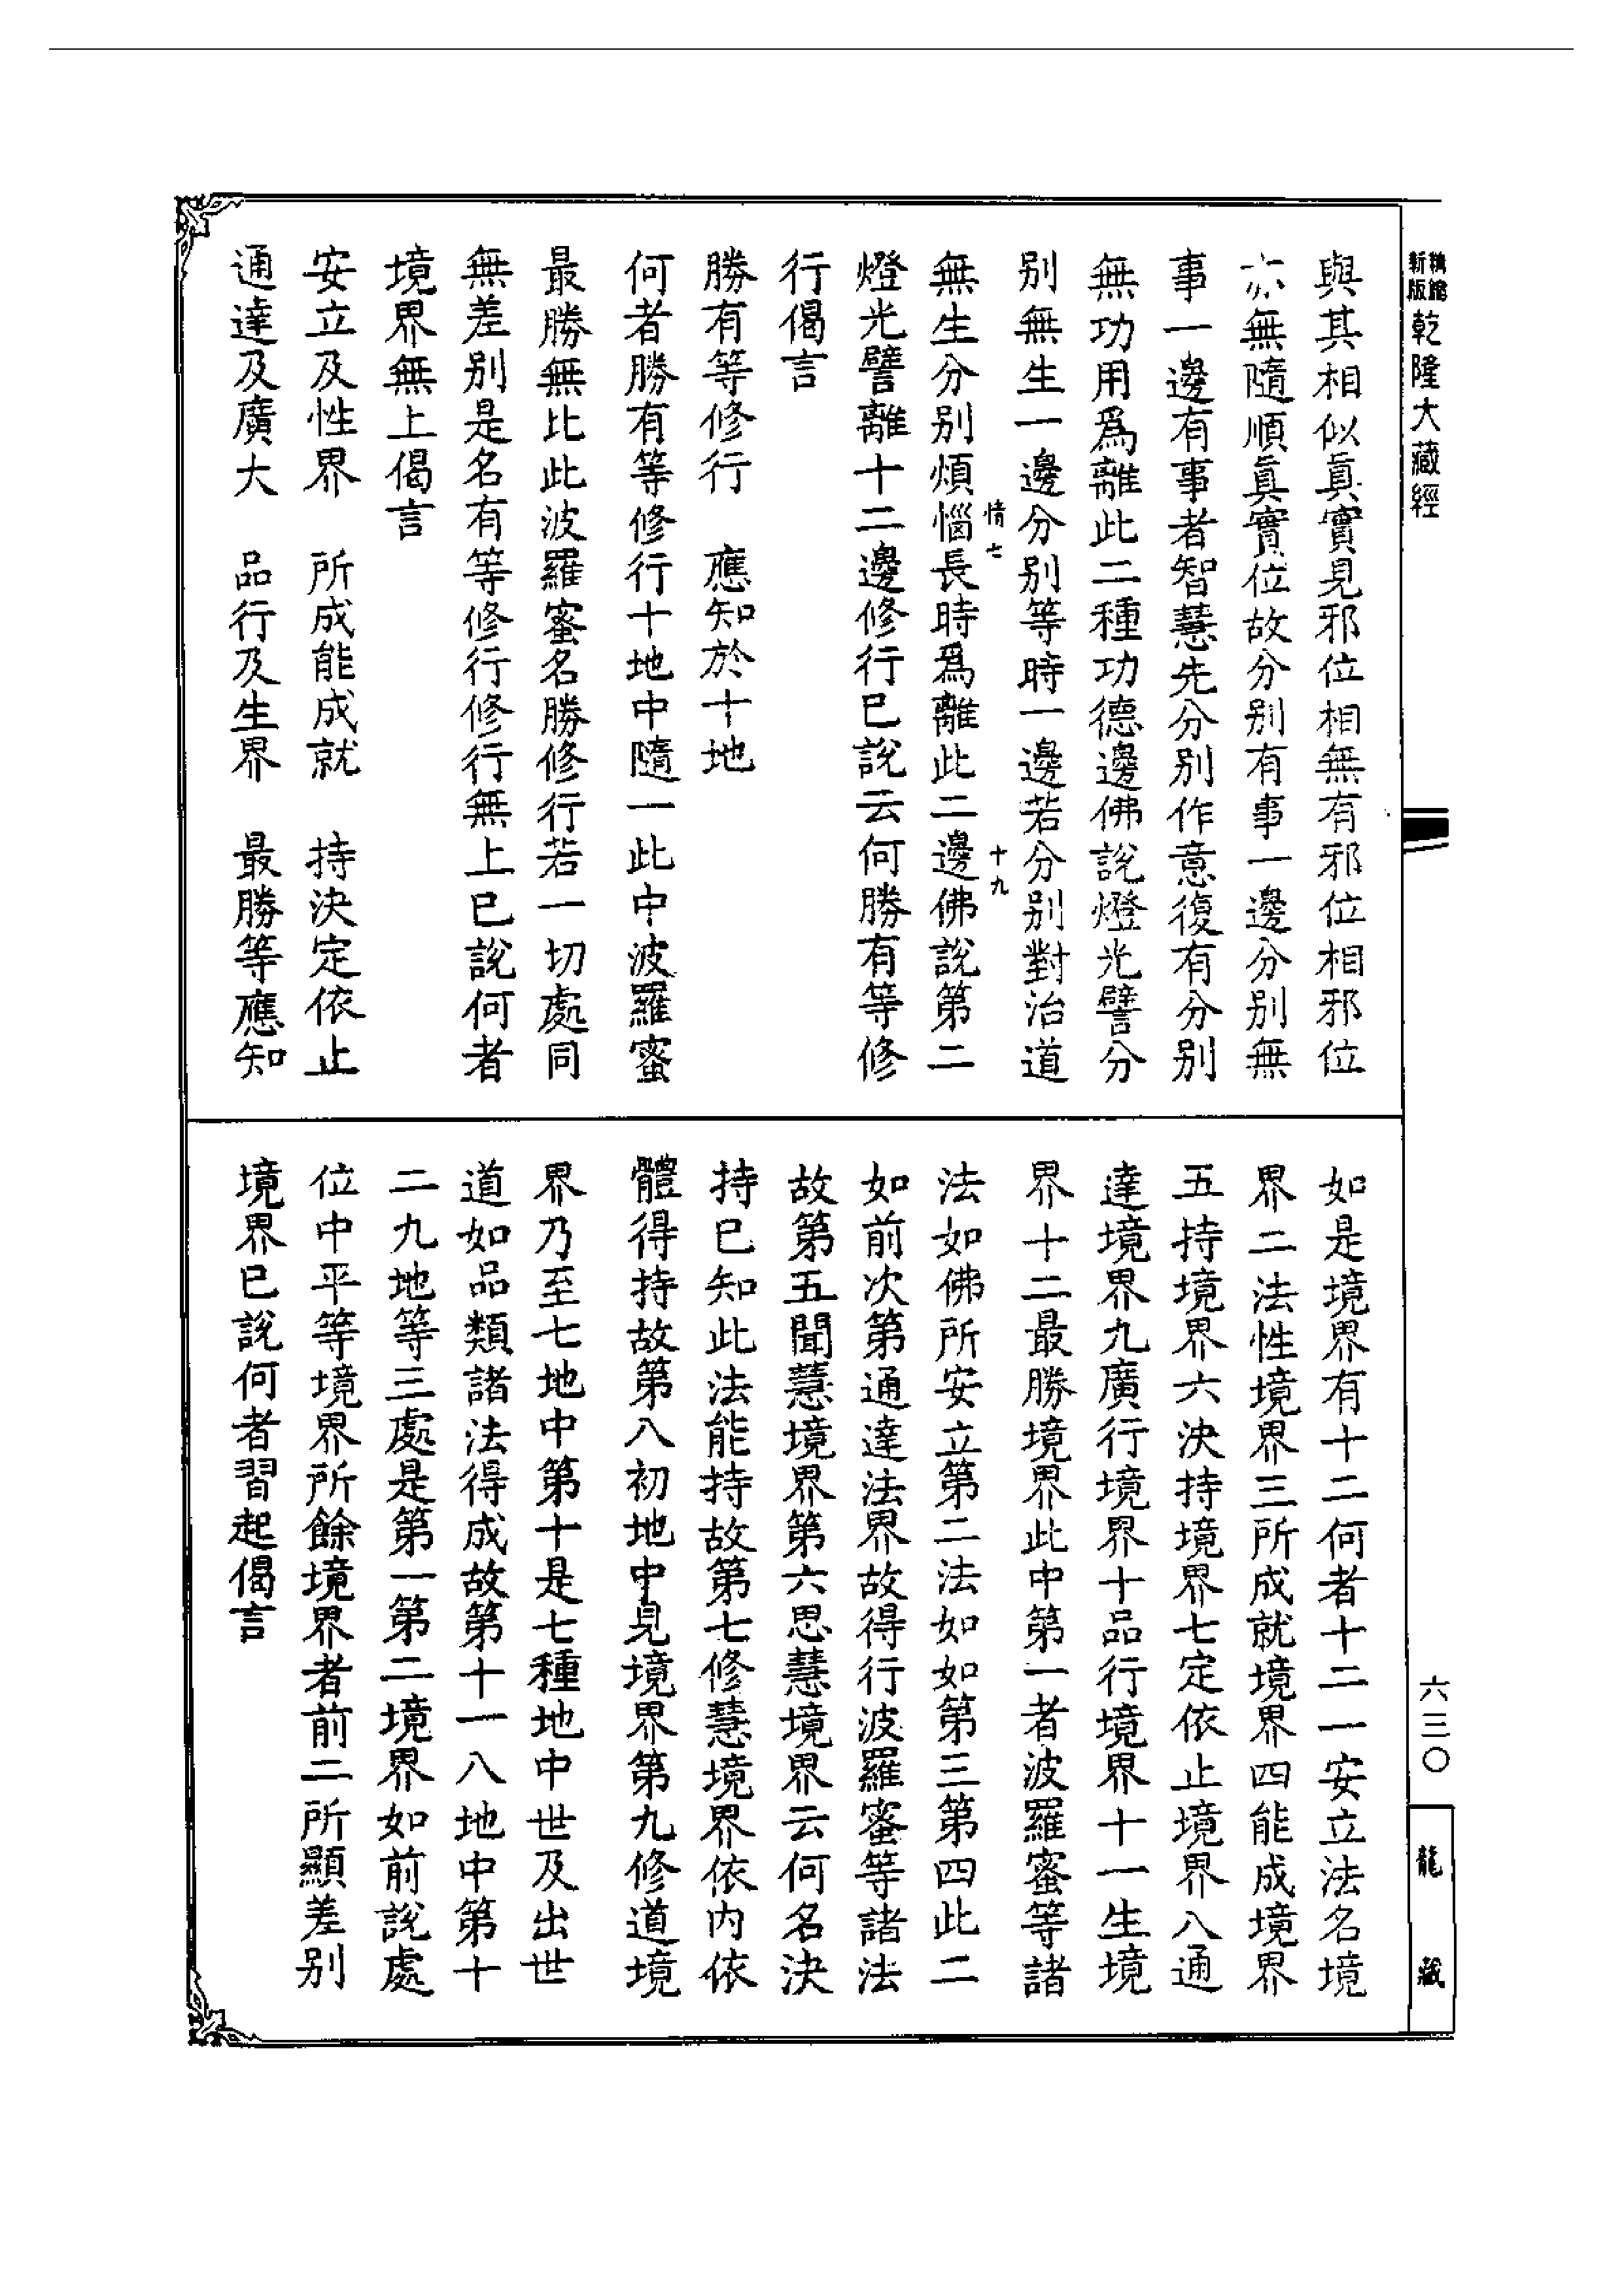 精縮
新版
乾隆大藏經
六三〇
龍藏
與其相似眞實見邪位相無有邪位相邪位
亦無隨順眞實位故分别有事一邊分别無
事一邊有事者智慧先分别作意復有分别
無功用爲離此二種功德邊佛說燈光譬分
别無生一邊分别等時一邊若分别對治道
情七
十九
無生分别煩惱長時爲離此二邊佛說第二
燈光譬離十二邊修行已說云何勝有等修
行偈言
勝有等修行　應知於十地
何者勝有等修行十地中隨一此中波羅蜜
最勝無比此波羅蜜名勝修行若一切處同
無差别是名有等修行修行無上已說何者
境界無上偈言
安立及性界　所成能成就　持決定依止
通達及廣大　品行及生界　最勝等應知
如是境界有十二何者十二一安立法名境
界二法性境界三所成就境界四能成境界
五持境界六決持境界七定依止境界八通
達境界九廣行境界十品行境界十一生境
界十二最勝境界此中第一者波羅蜜等諸
法如佛所安立第二法如如第三第四此二
如前次第通達法界故得行波羅蜜等諸法
故第五聞慧境界第六思慧境界云何名決
持已知此法能持故第七修慧境界依内依
體得持故第八初地中見境界第九修道境
界乃至七地中第十是七種地中世及出世
道如品類諸法得成故第十一八地中第十
二九地等三處是第一第二境界如前說處
位中平等境界所餘境界者前二所顯差别
境界已說何者習起偈言